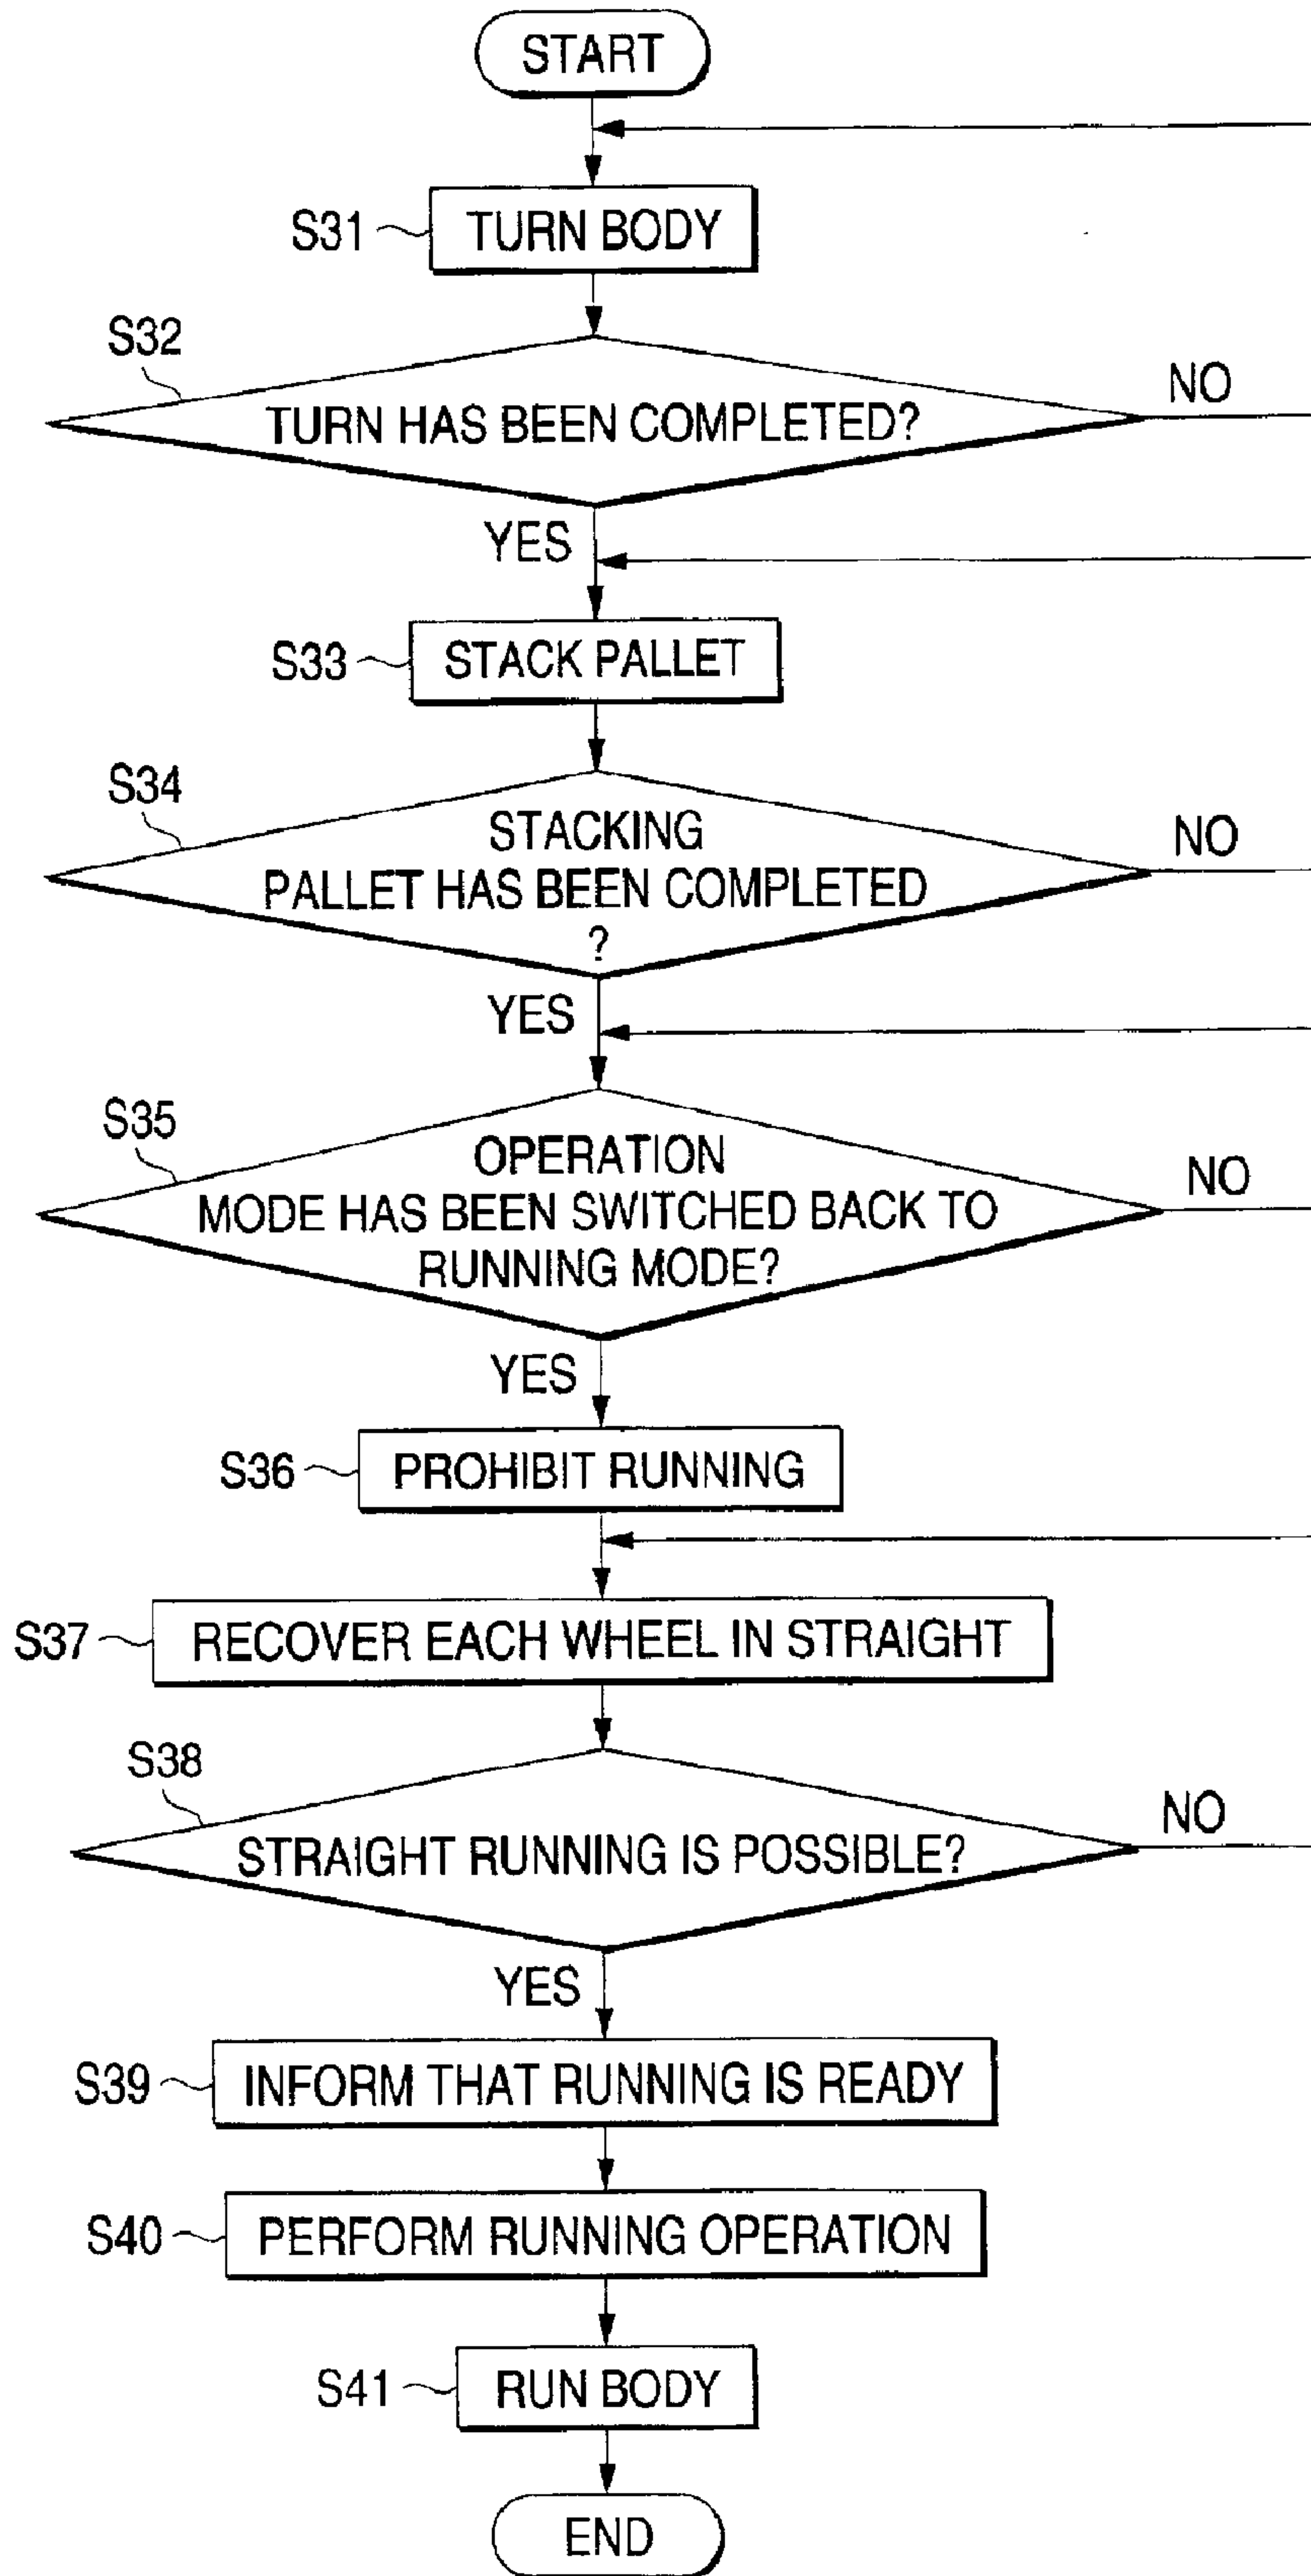 START
S31
TURN BODY
S32
TURN HAS BEEN COMPLETED?
NO
YES
S33
STACK PALLET
S34
STACKING
PALLET HAS BEEN COMPLETED
?
NO
YES
S35
OPERATION
MODE HAS BEEN SWITCHED BACK TO
RUNNING MODE?
NO
YES
S36
PROHIBIT RUNNING
S37
RECOVER EACH WHEEL IN STRAIGHT
S38
STRAIGHT RUNNING IS POSSIBLE?
NO
YES
S39
INFORM THAT RUNNING IS READY
S40
PERFORM RUNNING OPERATION
S41
RUN BODY
END